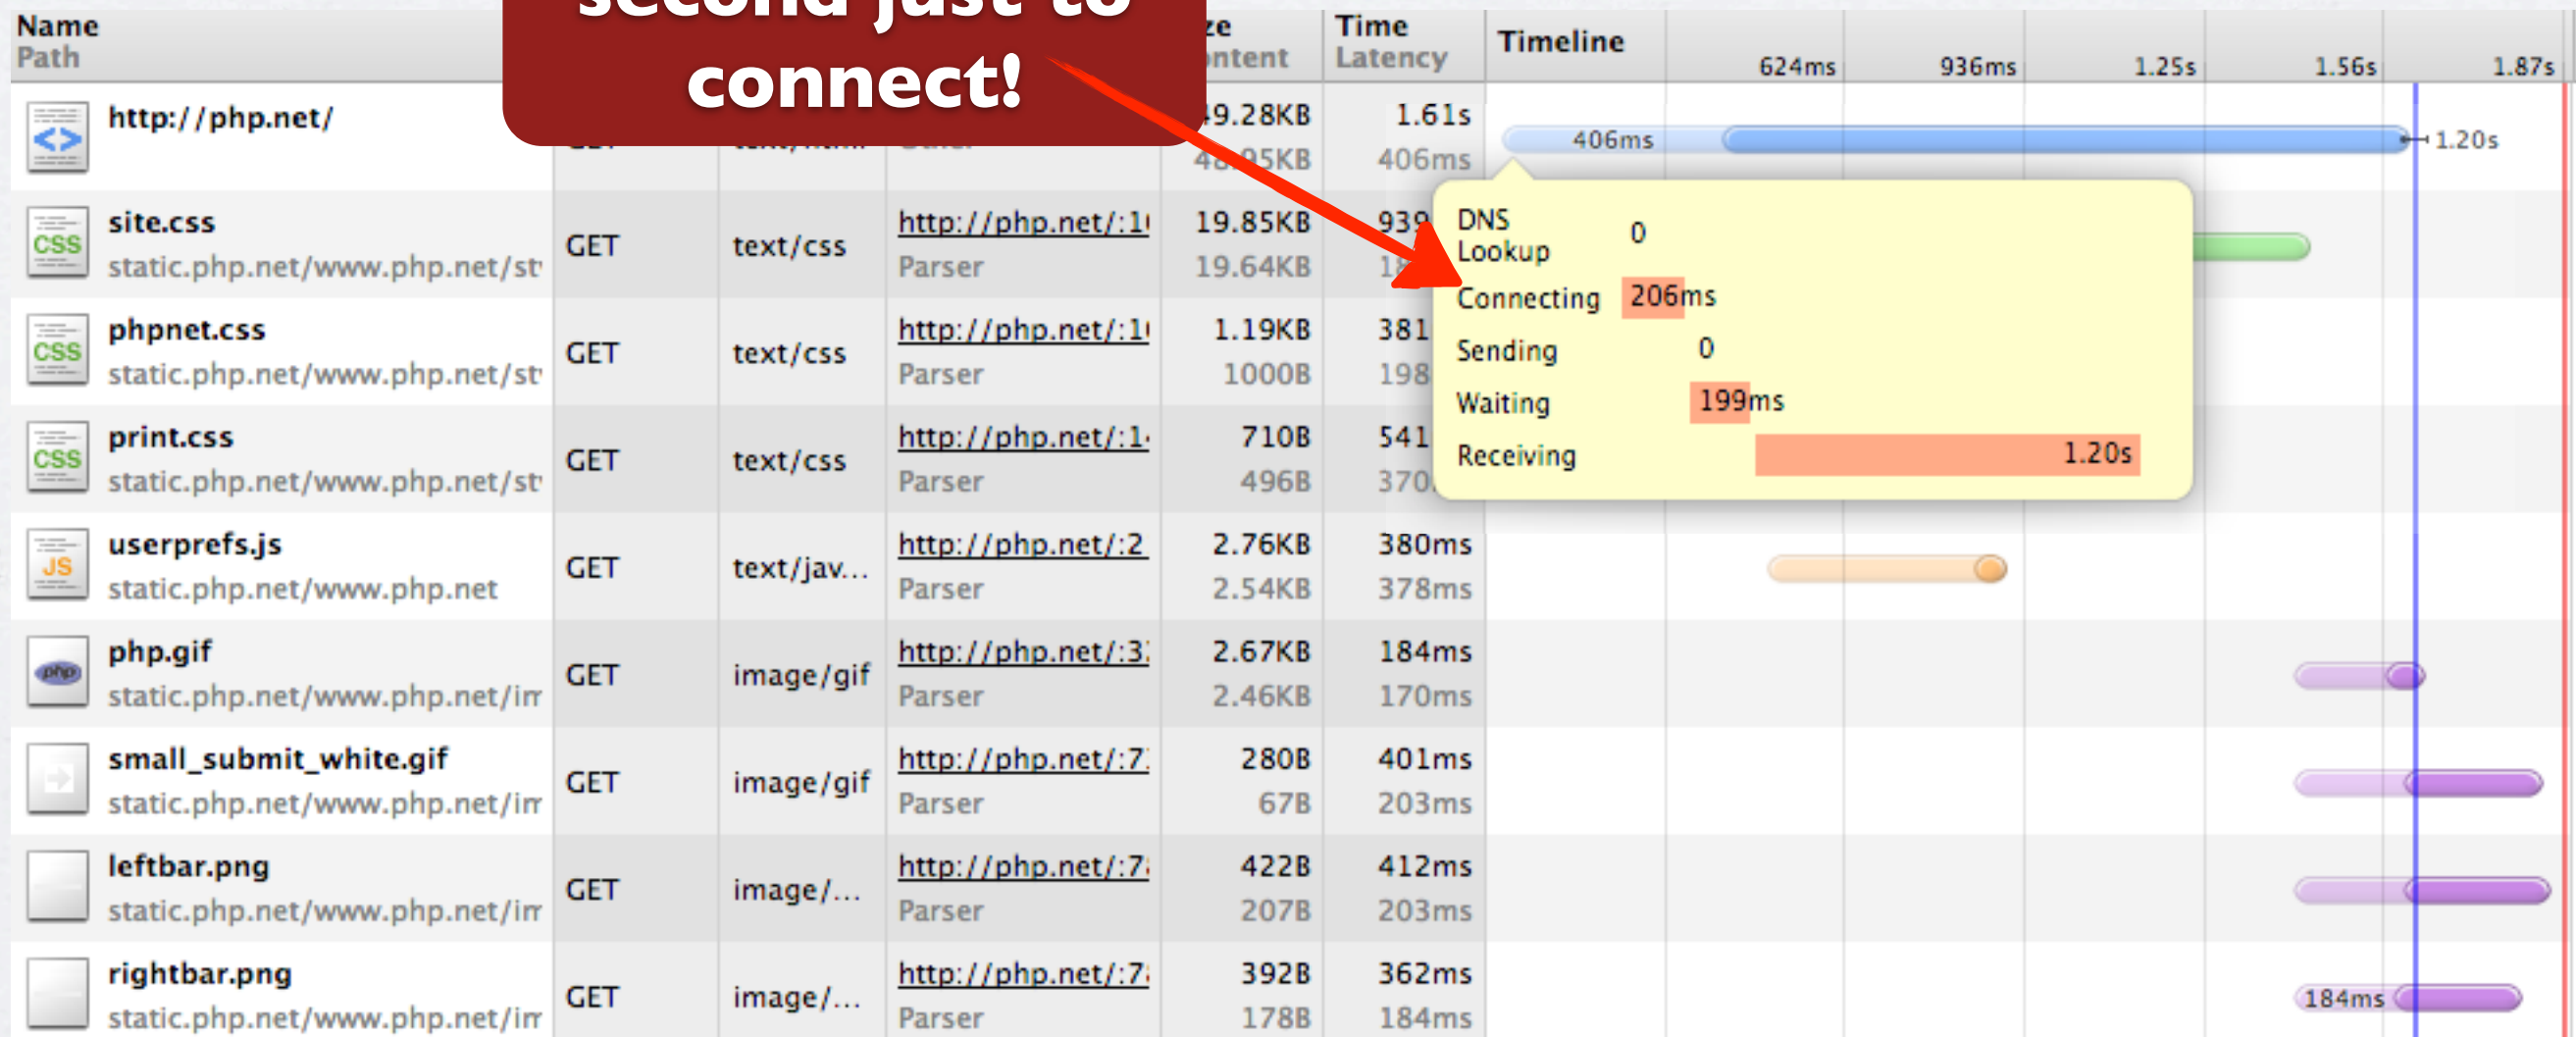 second just to
connect!
Name
Path
Time
Latency
Timeline
624ms 936ms 1.25s 1.56s 1.87s
http://php.net/
1.61s
406ms
406ms
1.20s
site.css
static.php.net/www.php.net/st
GET
text/css
http://php.net/:1
Parser
19.85KB
19.64KB
DNS
Lookup
0
Connecting 206ms
Sending 0
Waiting 199ms
Receiving 1.20s
phpnet.css
static.php.net/www.php.net/st
GET
text/css
http://php.net/:1
Parser
1.19KB
1000B
381
198
print.css
static.php.net/www.php.net/st
GET
text/css
http://php.net/:1
Parser
710B
496B
541
370
userprefs.js
static.php.net/www.php.net
GET
text/jav...
http://php.net/:2
Parser
2.76KB
2.54KB
380ms
378ms
php.gif
php
static.php.net/www.php.net/im
GET
image/gif
http://php.net/:3
Parser
2.67KB
2.46KB
184ms
170ms
small_submit_white.gif
static.php.net/www.php.net/im
GET
image/gif
http://php.net/:7
Parser
280B
67B
401ms
203ms
leftbar.png
static.php.net/www.php.net/im
GET
image/...
http://php.net/:7
Parser
422B
207B
412ms
203ms
rightbar.png
static.php.net/www.php.net/im
GET
image/...
http://php.net/:7
Parser
392B
178B
362ms
184ms
184ms